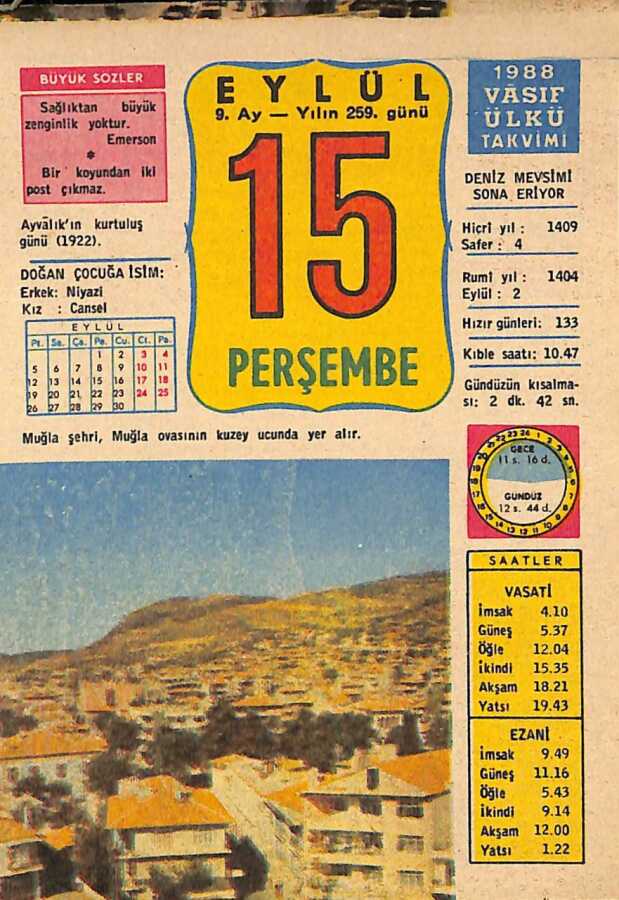 BÜYÜK SÖZLER
Sağlıktan büyük
zenginlik yoktur.
Emerson
*
Bir koyundan iki
post çıkmaz.
Ayvālık'ın kurtuluş
günü (1922).
DOĞAN ÇOCUĞA İSİM:
Erkek: Niyazi
Kız : Cansel
EYLÜL
Pt. Sa. Ça. Pe. Cu. Ct. Pa.
1 2 3 4
5 6 7 8 9 10 11
12 13 14 15 16 17 18
19 20 21 22 23 24 25
26 27 28 29 30
EYLÜL
9. Ay — Yılın 259. günü
15
PERŞEMBE
1988
VÂSIF
ÜLKÜ
TAKVİMİ
DENİZ MEVSİMİ
SONA ERİYOR
Hicrî yıl : 1409
Safer : 4
Rumî yıl : 1404
Eylül : 2
Hızır günleri: 133
Kıble saatı: 10.47
Gündüzün kısalma-
sı: 2 dk. 42 sn.
Muğla şehri, Muğla ovasının kuzey ucunda yer alır.
GECE
11 s. 16 d.
GÜNDÜZ
12 s. 44 d.
SAATLER
VASATİ
İmsak 4.10
Güneş 5.37
Öğle 12.04
İkindi 15.35
Akşam 18.21
Yatsı 19.43
EZANİ
İmsak 9.49
Güneş 11.16
Öğle 5.43
İkindi 9.14
Akşam 12.00
Yatsı 1.22